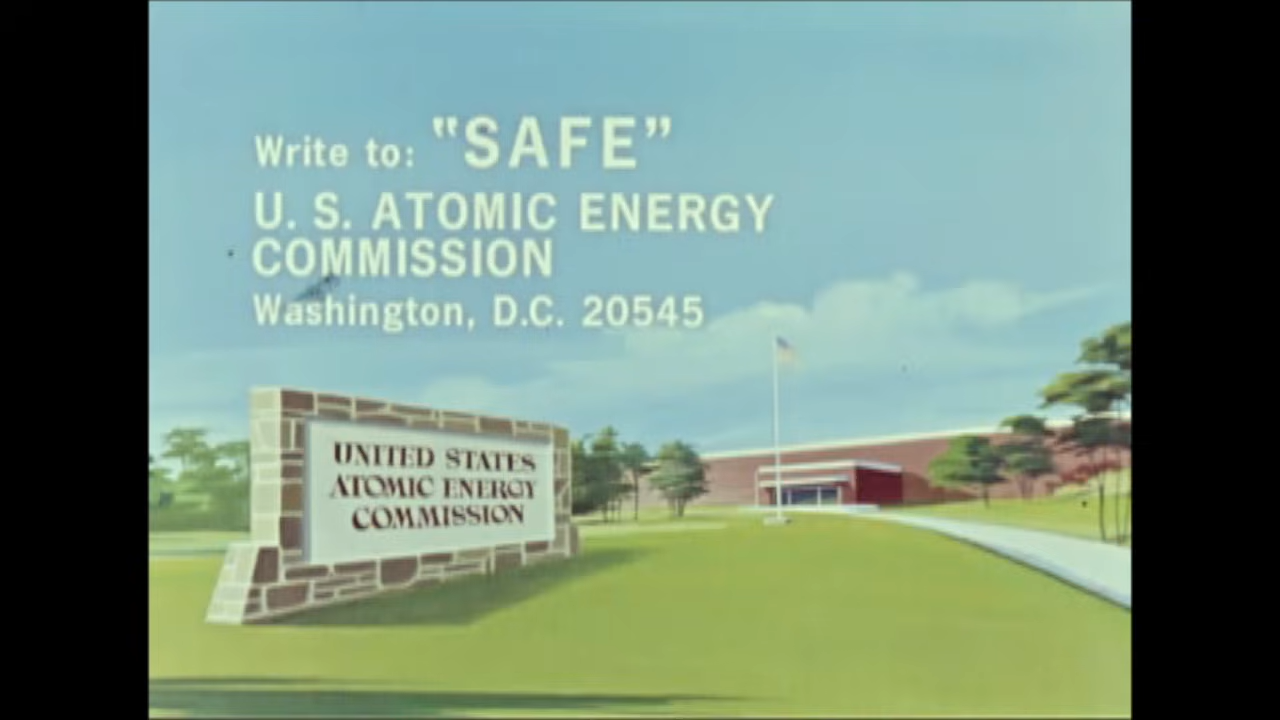 Write to: "SAFE"
U. S. ATOMIC ENERGY
COMMISSION
Washington, D.C. 20545
UNITED STATES
ATOMIC ENERGY
COMMISSION